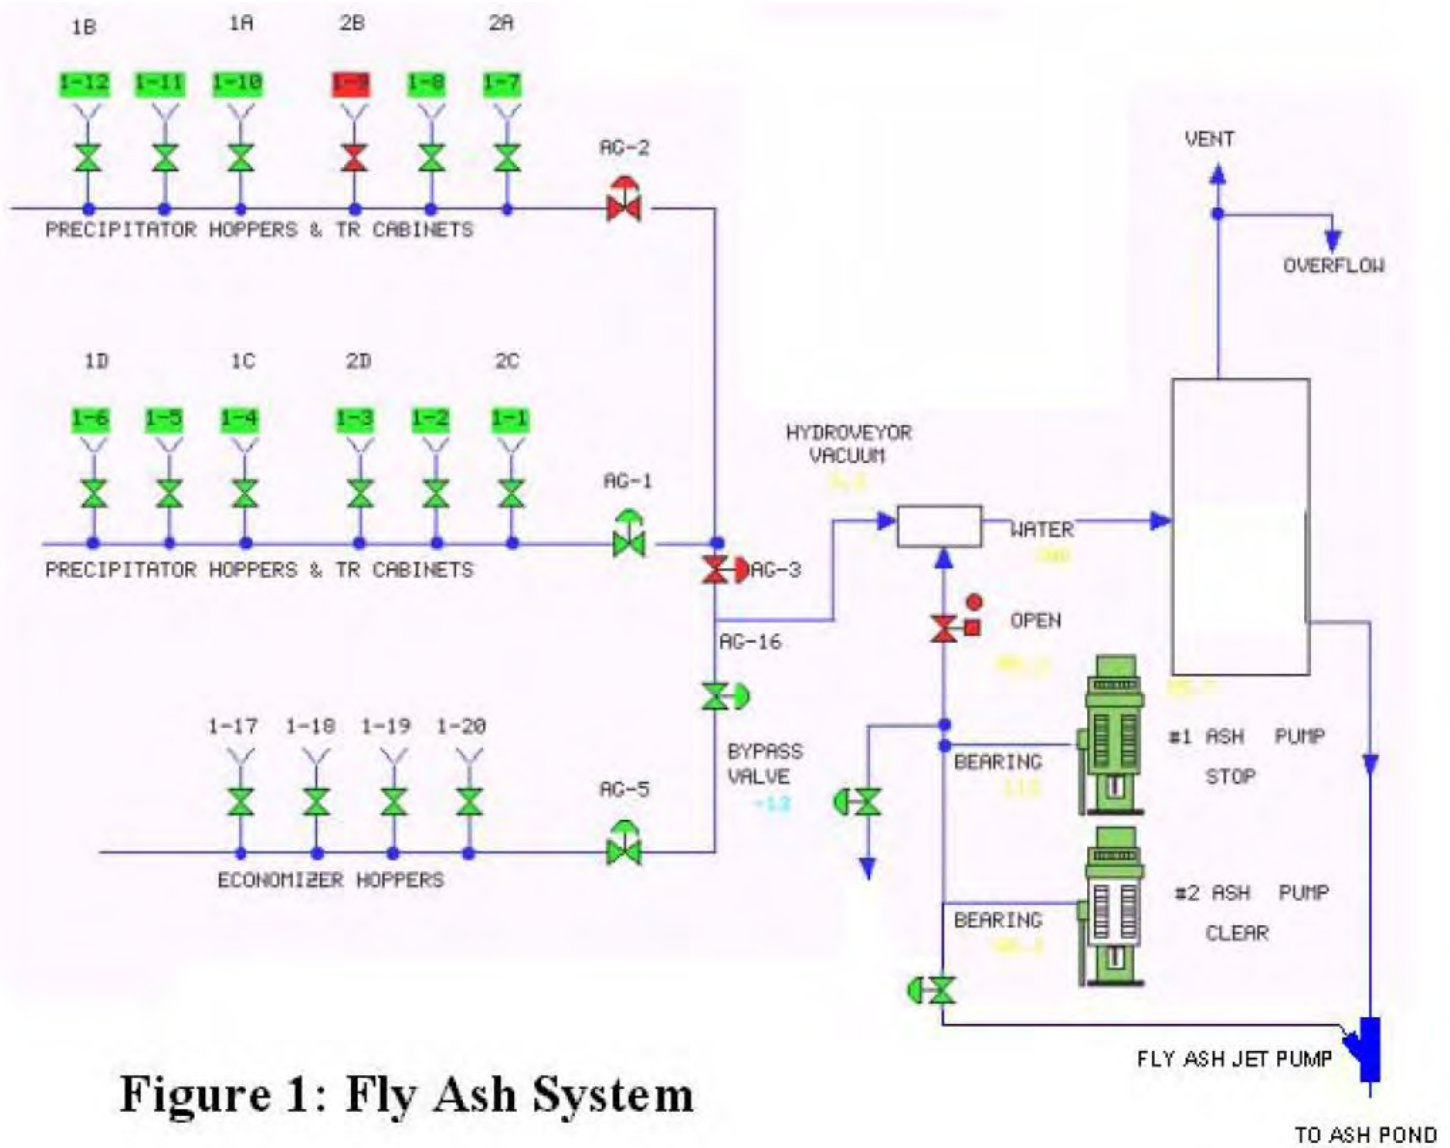 1B 1A 2B 2A
1-12 1-11 1-10 1-9 1-8 1-7
AG-2
PRECIPITATOR HOPPERS & TR CABINETS
VENT
OVERFLOW
1D 1C 2D 2C
1-6 1-5 1-4 1-3 1-2 1-1
AG-1
PRECIPITATOR HOPPERS & TR CABINETS
HYDROVEYOR
VACUUM
WATER
AG-3
OPEN
AG-16
1-17 1-18 1-19 1-20
BYPASS
VALVE
-13
AG-5
ECONOMIZER HOPPERS
BEARING
#1 ASH PUMP
STOP
BEARING
#2 ASH PUMP
CLEAR
FLY ASH JET PUMP
TO ASH POND
Figure 1: Fly Ash System